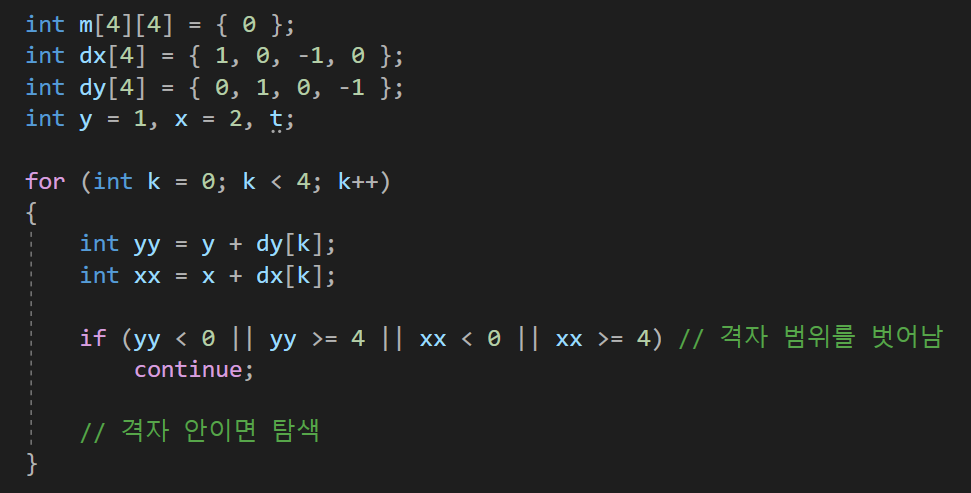 int m[4][4] = { 0 };
int dx[4] = { 1, 0, -1, 0 };
int dy[4] = { 0, 1, 0, -1 };
int y = 1, x = 2, t;
for (int k = 0; k < 4; k++)
{
int yy = y + dy[k];
int xx = x + dx[k];
if (yy < 0 || yy >= 4 || xx < 0 || xx >= 4) // 격자 범위를 벗어남
continue;
// 격자 안이면 탐색
}